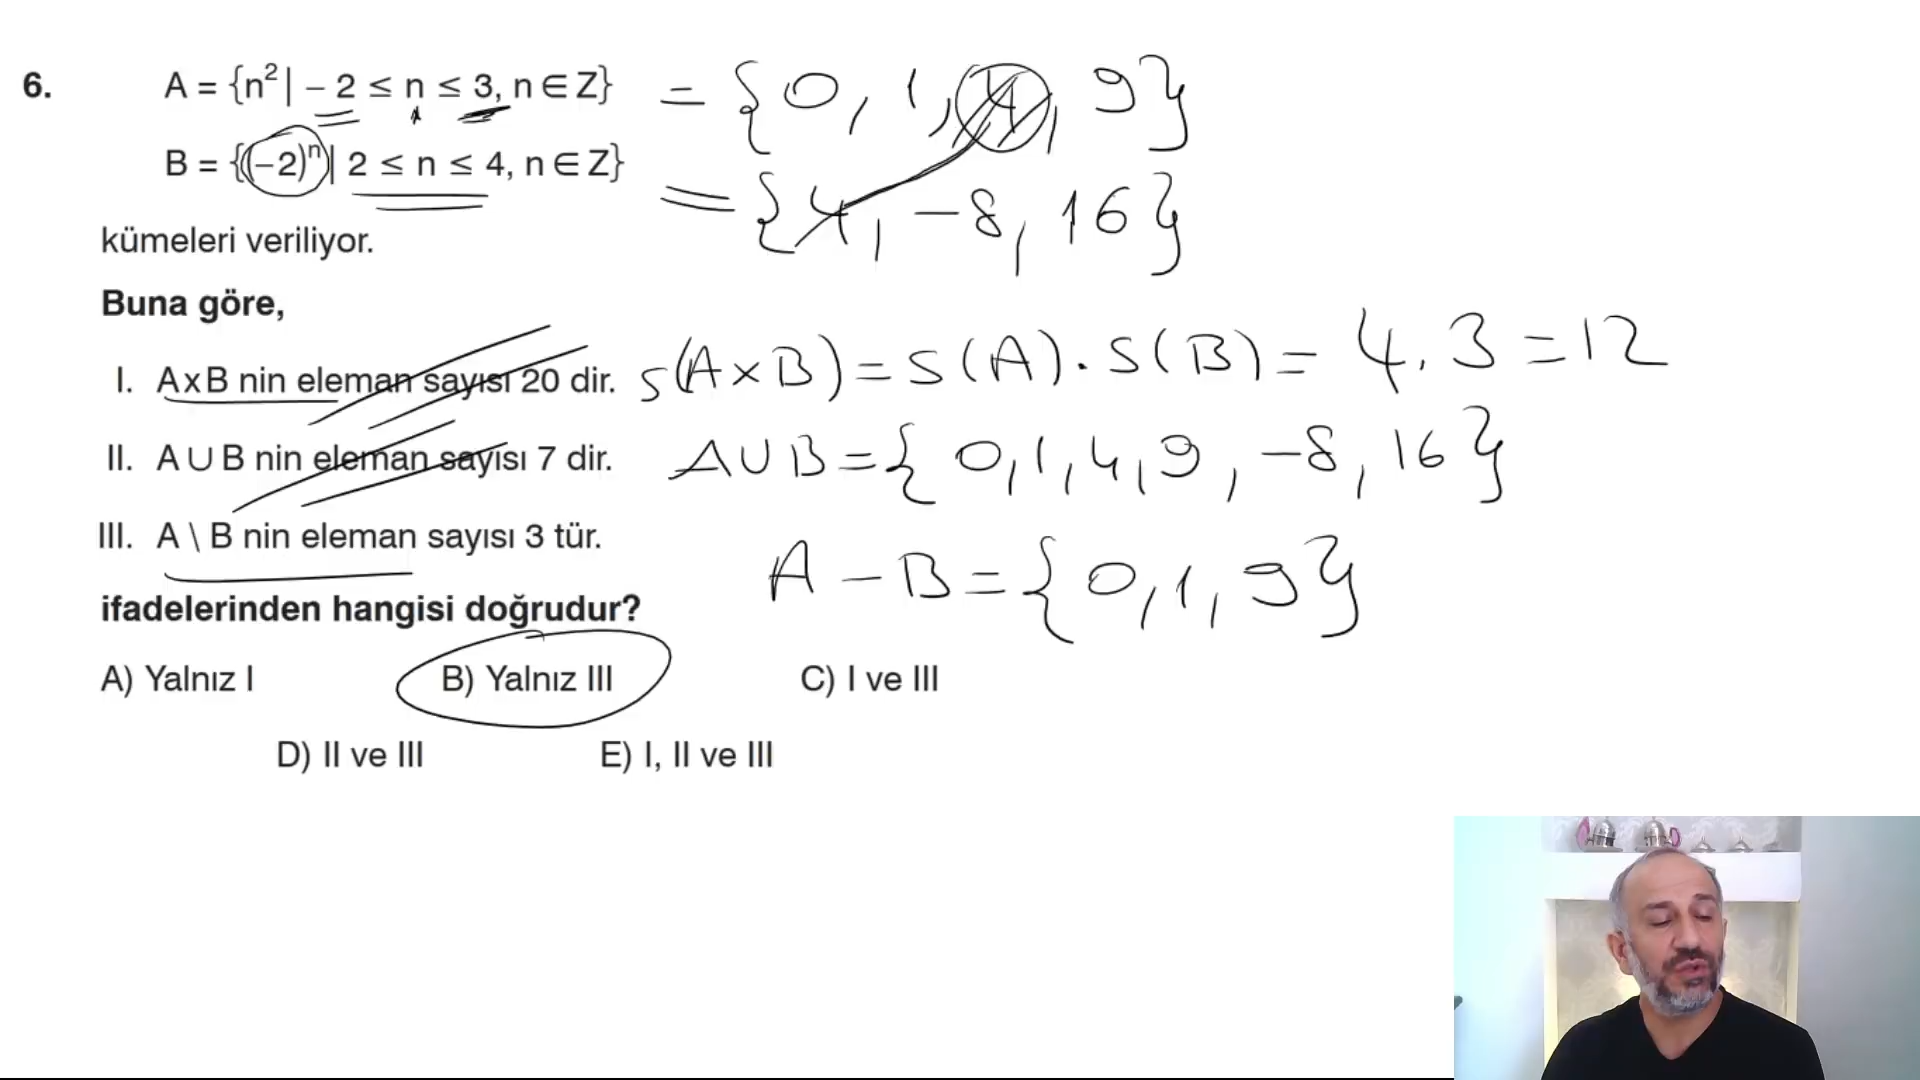 6. A = {n²| – 2 ≤ n ≤ 3, n ∈ Z} = {0, 1, 4, 9}
B = {(–2)ⁿ| 2 ≤ n ≤ 4, n ∈ Z} = {4, -8, 16}
kümeleri veriliyor.
Buna göre,
I. AxB nin eleman sayısı 20 dir. s(A×B) = s(A) . s(B) = 4 . 3 = 12
II. A ∪ B nin eleman sayısı 7 dir. A∪B = {0, 1, 4, 9, -8, 16}
III. A \ B nin eleman sayısı 3 tür. A - B = {0, 1, 9}
ifadelerinden hangisi doğrudur?
A) Yalnız I B) Yalnız III C) I ve III
D) II ve III E) I, II ve III